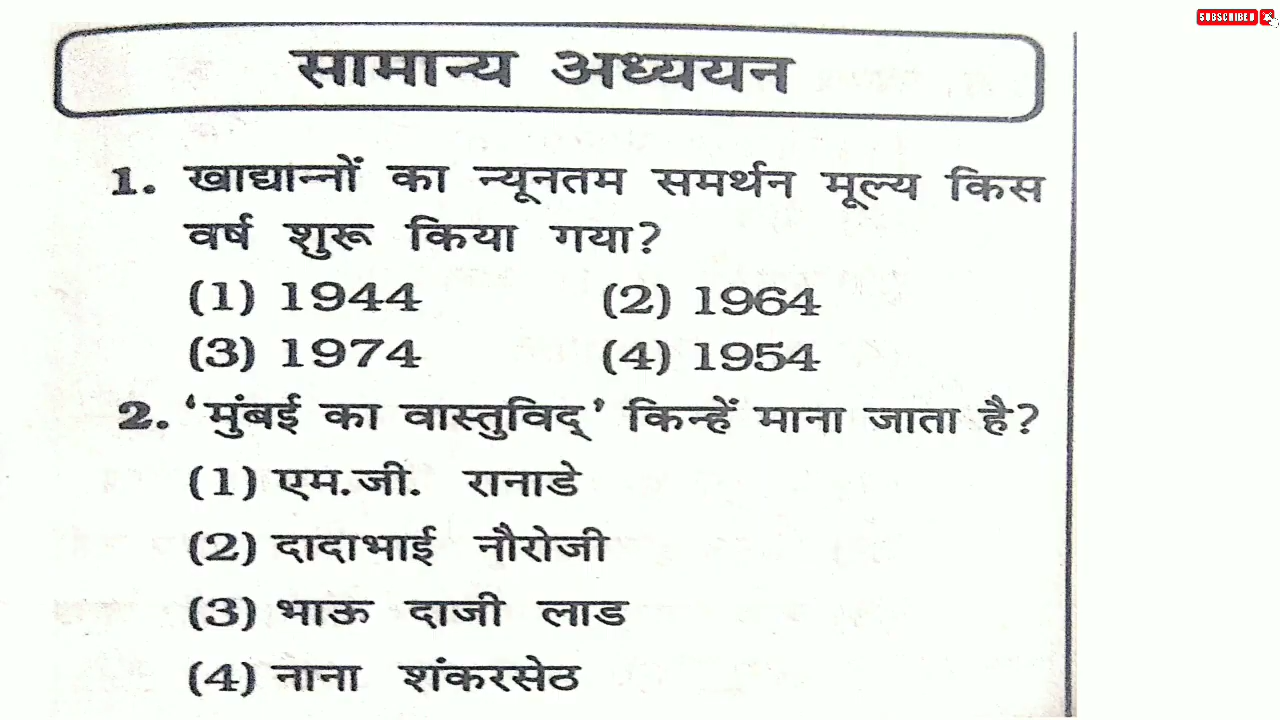 SUBSCRIBED
सामान्य अध्ययन
1. खाद्यान्नों का न्यूनतम समर्थन मूल्य किस
वर्ष शुरू किया गया?
(1) 1944 (2) 1964
(3) 1974 (4) 1954
2. ‘मुंबई का वास्तुविद्’ किन्हें माना जाता है?
(1) एम.जी. रानाडे
(2) दादाभाई नौरोजी
(3) भाऊ दाजी लाड
(4) नाना शंकरसेठ